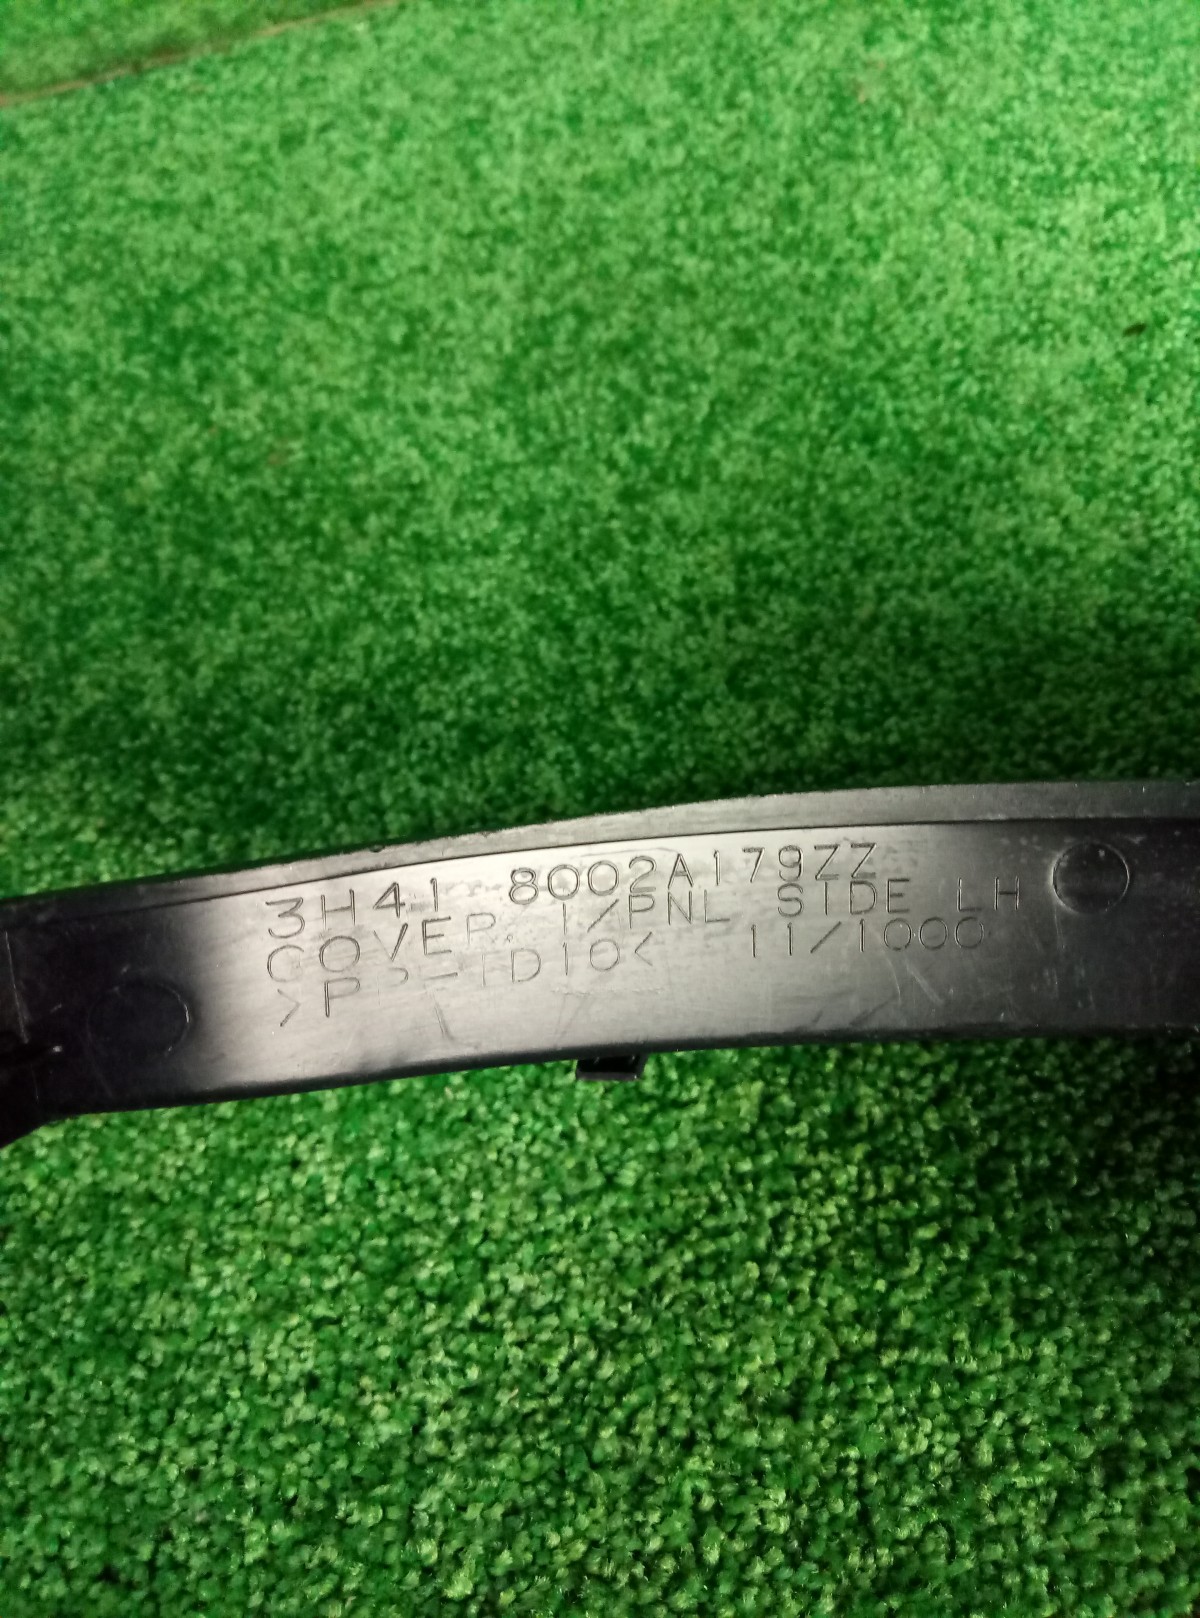 3H41 8002A179ZZ
COVER, I/PNL SIDE LH
>PP-TD10< 11/1000